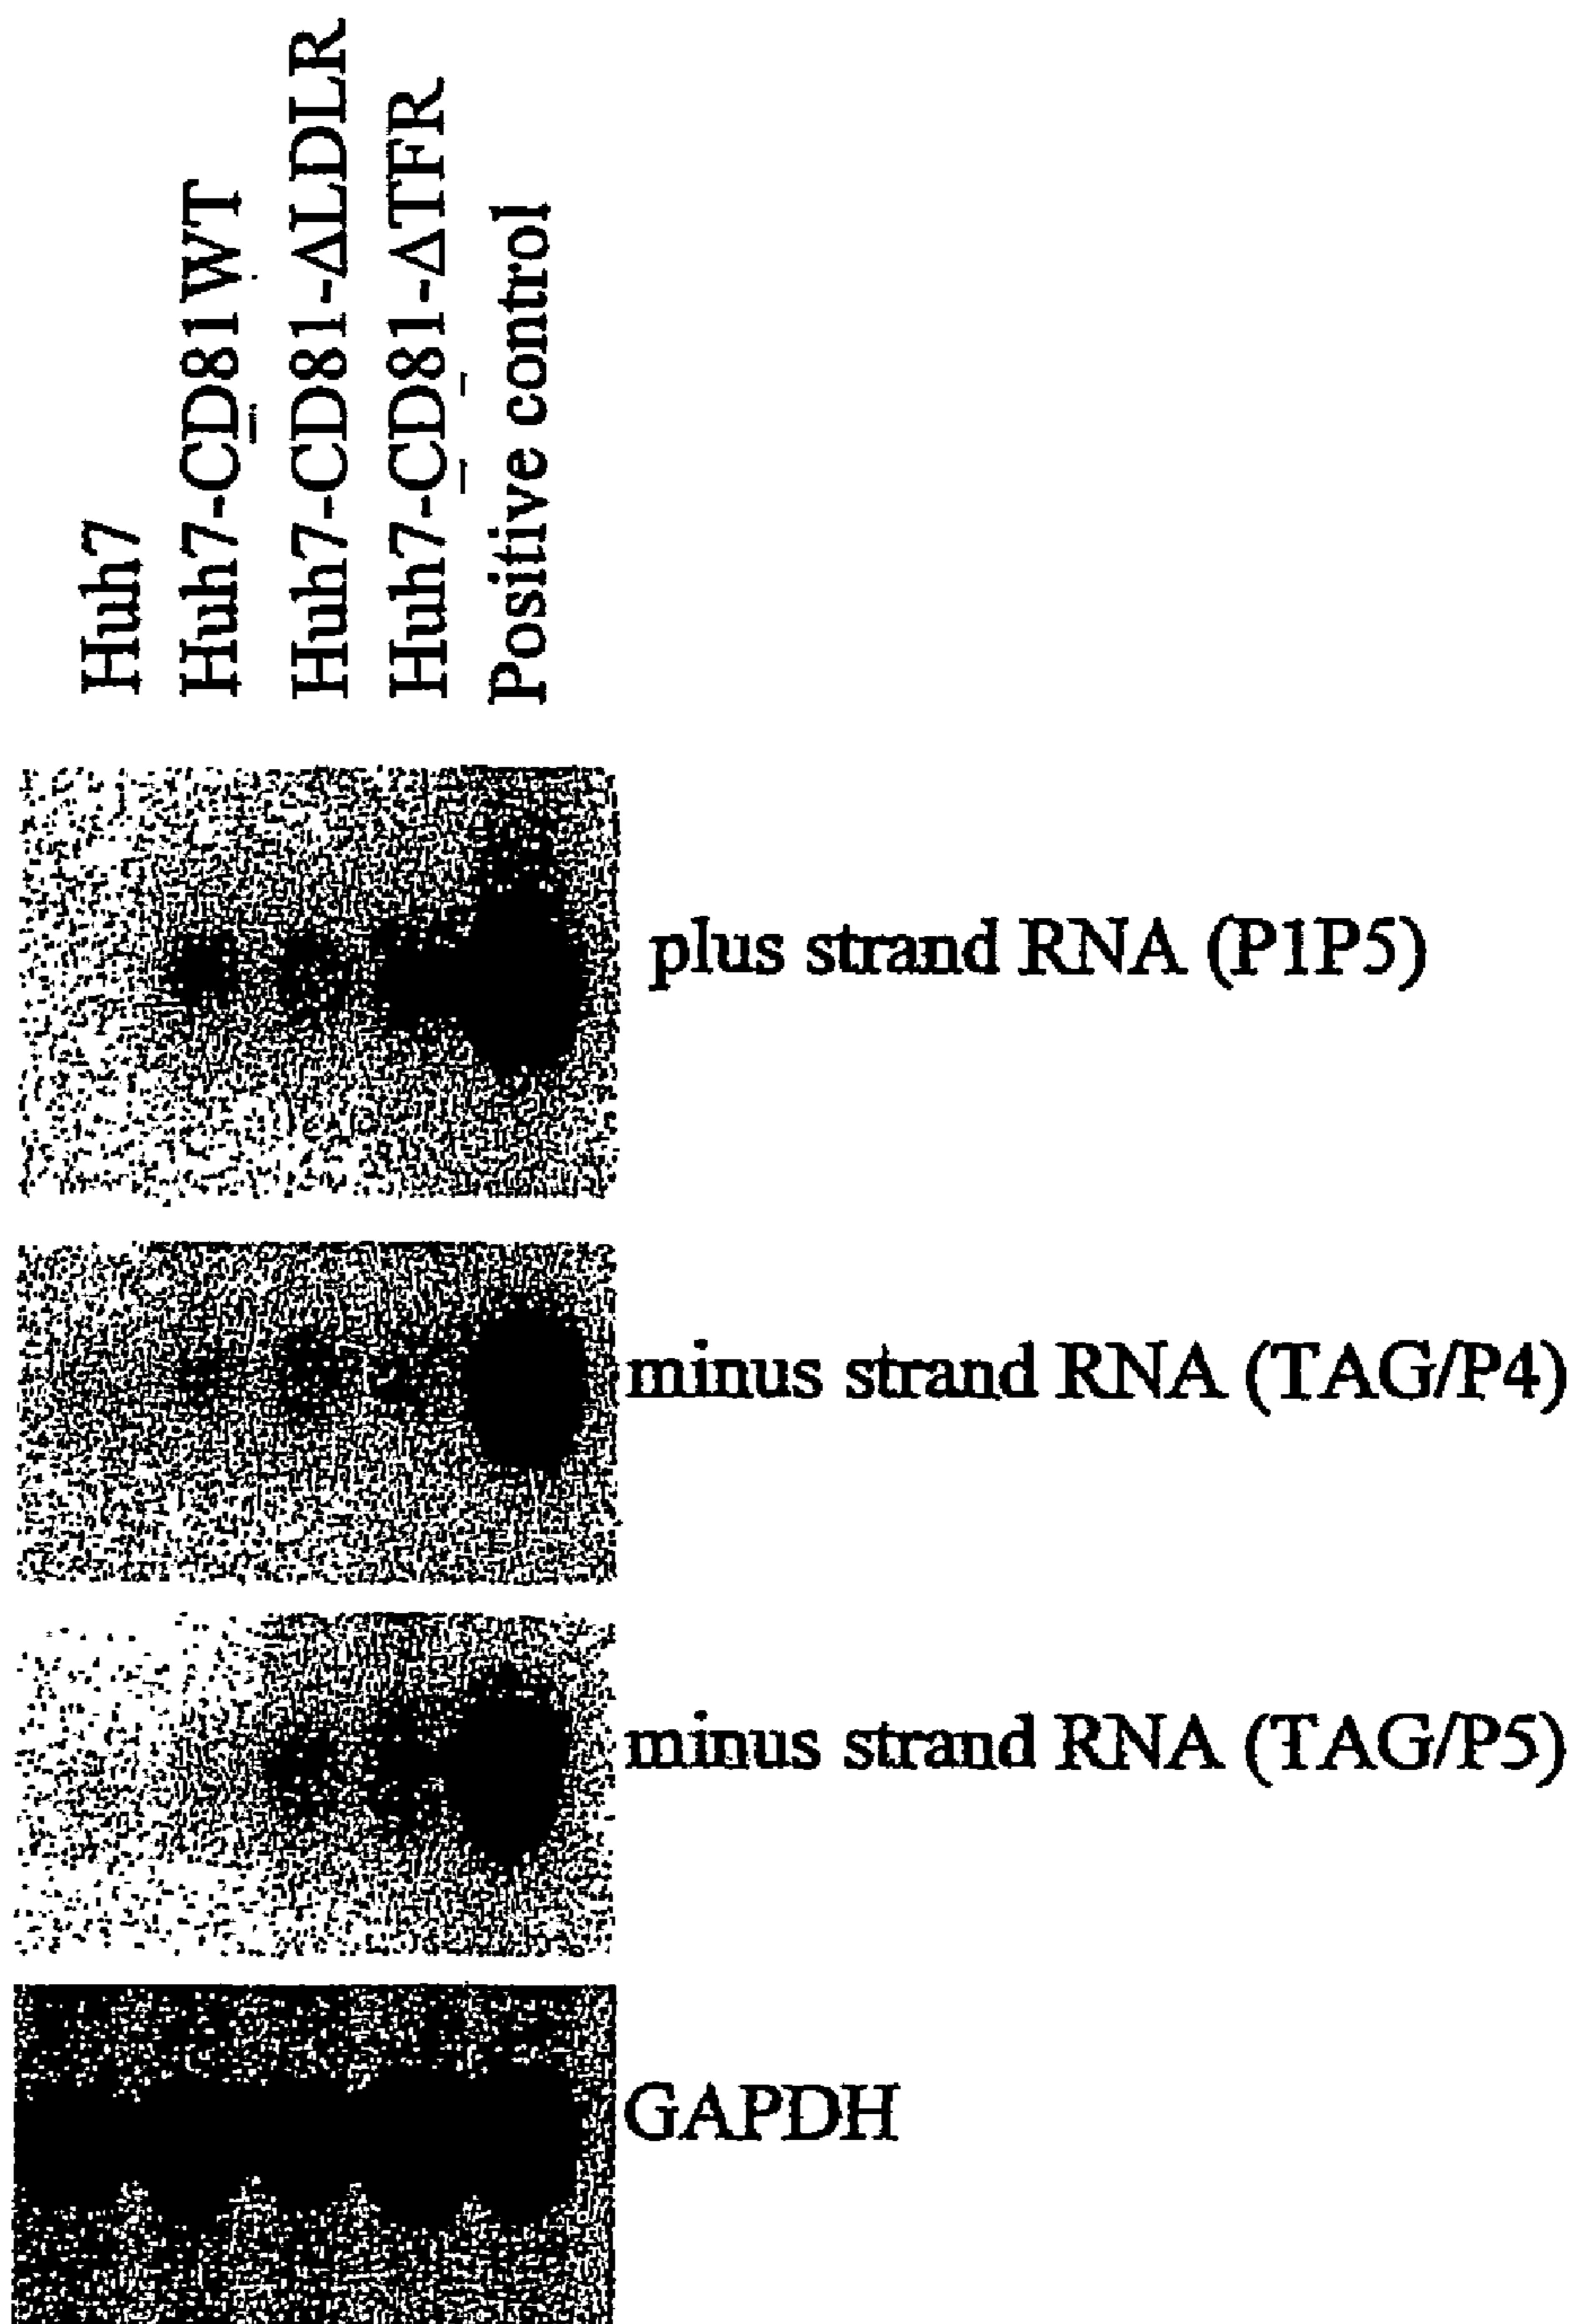 Huh7
Huh7-CD81WT
Huh7-CD81-ΔLDLR
Huh7-CD81-ΔTFR
Positive control
plus strand RNA (P1P5)
minus strand RNA (TAG/P4)
minus strand RNA (TAG/P5)
GAPDH